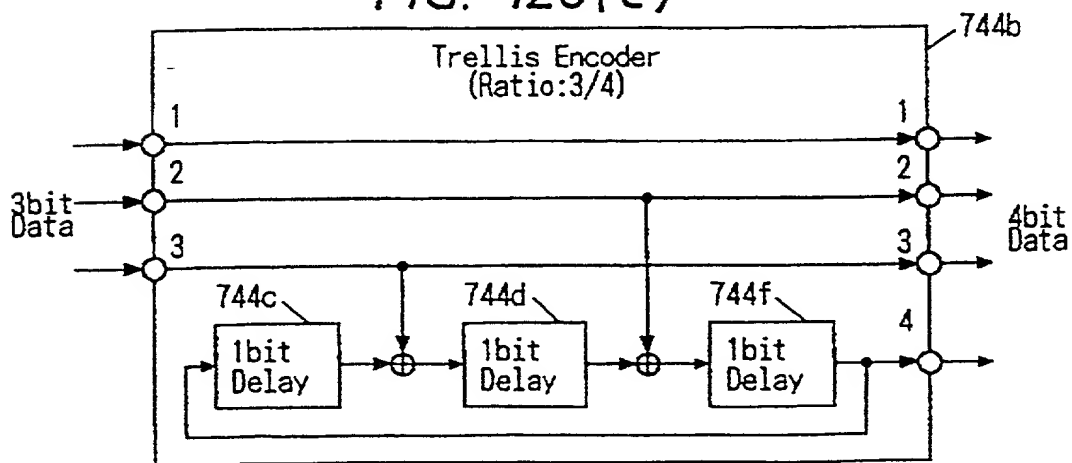 744b
Trellis Encoder
(Ratio:3/4)
1
1
2
2
3bit
Data
4bit
Data
3
3
744c
744d
744f
4
1bit
Delay
1bit
Delay
1bit
Delay